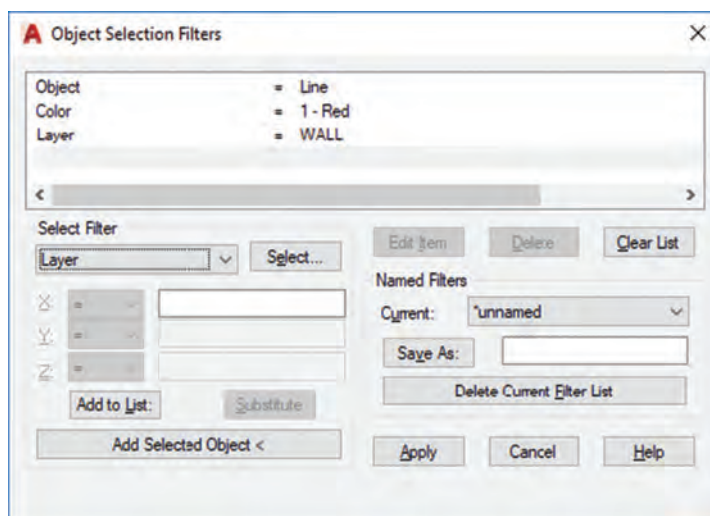 A Object Selection Filters
Object = Line
Color = 1 - Red
Layer = WALL
Select Filter
Layer
Select...
X: =
Y: =
Z: =
Add to List:
Substitute
Add Selected Object <
Edit Item
Delete
Clear List
Named Filters
Current:
*unnamed
Save As:
Delete Current Filter List
Apply
Cancel
Help